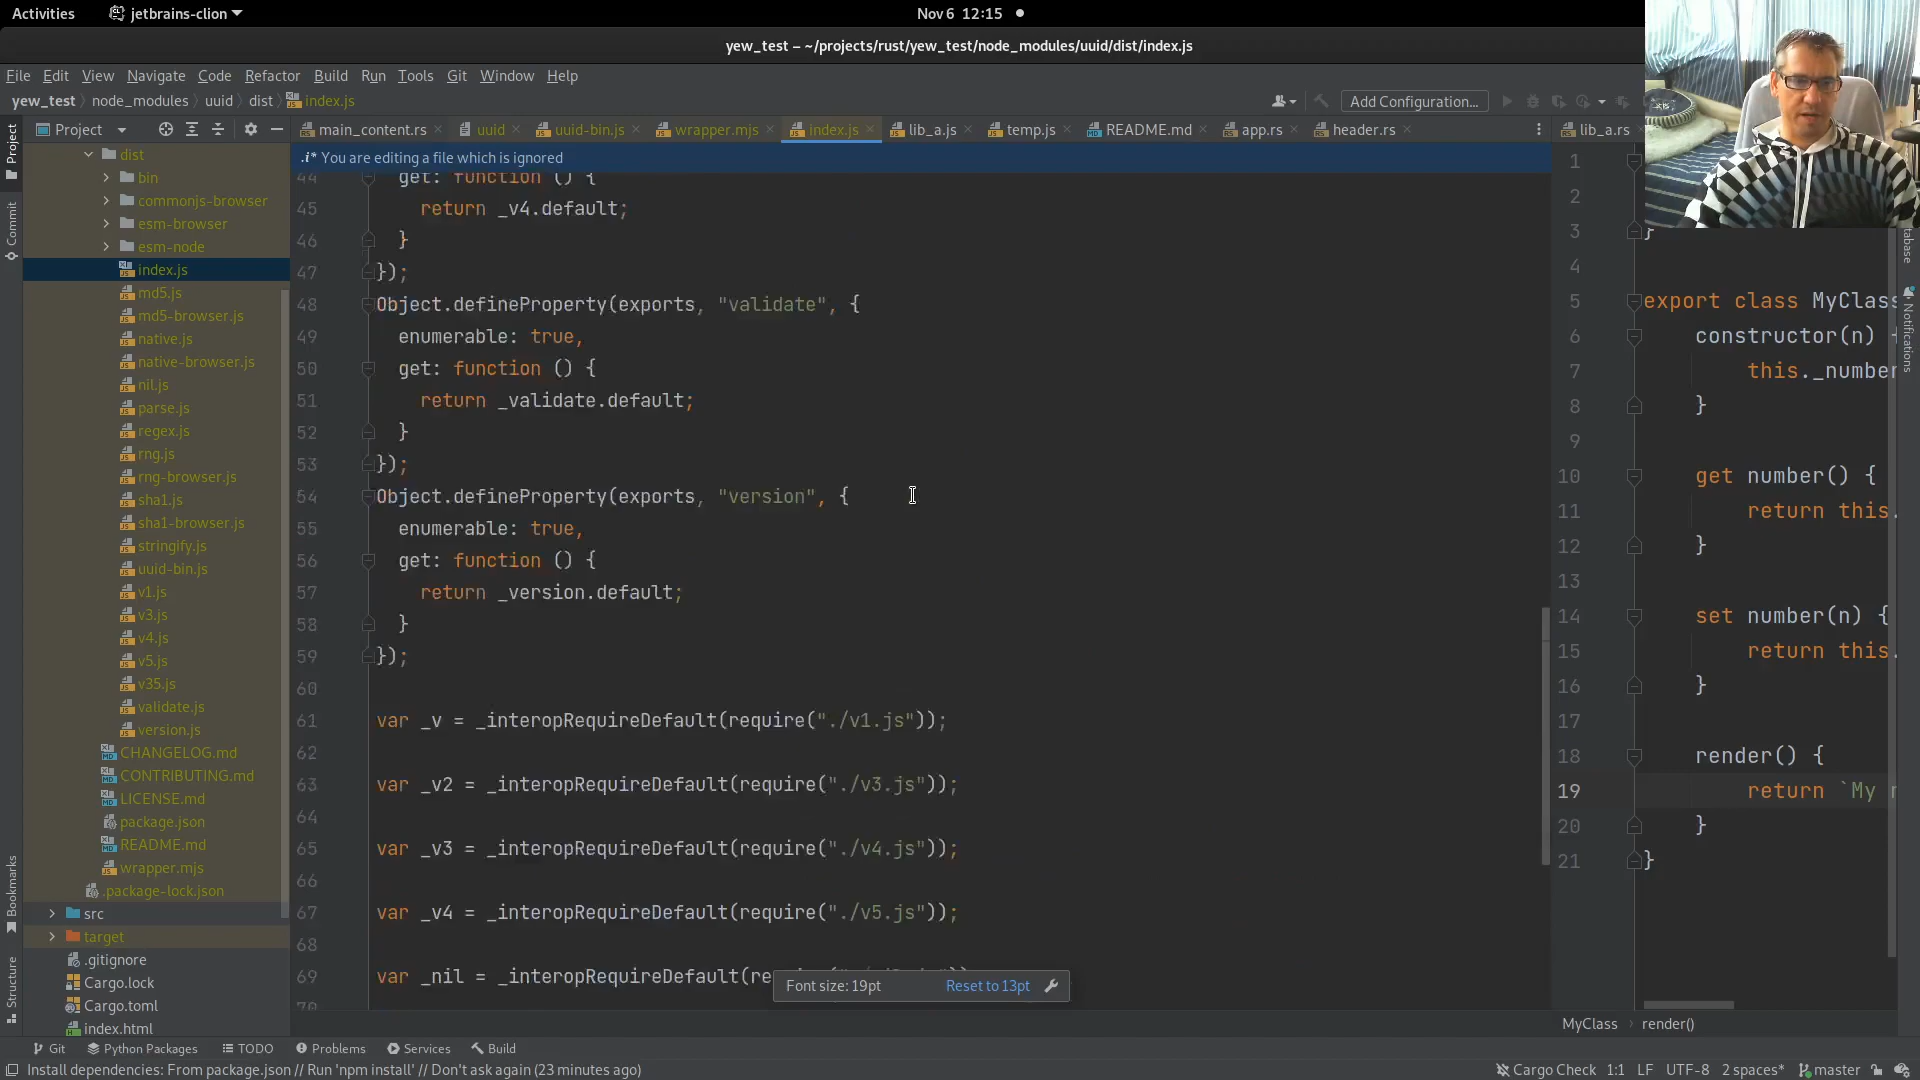 Activities
jetbrains-clion
Nov 6 12:15
yew_test – ~/projects/rust/yew_test/node_modules/uuid/dist/index.js
File Edit View Navigate Code Refactor Build Run Tools Git Window Help
yew_test node_modules uuid dist index.js
Add Configuration...
Project
main_content.rs
uuid
uuid-bin.js
wrapper.mjs
index.js
lib_a.js
temp.js
README.md
app.rs
header.rs
lib_a.rs
You are editing a file which is ignored
Project
Commit
Bookmarks
Structure
Notifications
dist
bin
commonjs-browser
esm-browser
esm-node
index.js
md5.js
md5-browser.js
native.js
native-browser.js
nil.js
parse.js
regex.js
rng.js
rng-browser.js
sha1.js
sha1-browser.js
stringify.js
uuid-bin.js
v1.js
v3.js
v4.js
v5.js
v35.js
validate.js
version.js
CHANGELOG.md
CONTRIBUTING.md
LICENSE.md
package.json
README.md
wrapper.mjs
.package-lock.json
src
target
.gitignore
Cargo.lock
Cargo.toml
index.html
44 get: function () {
45 return _v4.default;
46 }
47 });
48 Object.defineProperty(exports, "validate", {
49 enumerable: true,
50 get: function () {
51 return _validate.default;
52 }
53 });
54 Object.defineProperty(exports, "version", {
55 enumerable: true,
56 get: function () {
57 return _version.default;
58 }
59 });
60
61 var _v = _interopRequireDefault(require("./v1.js"));
62
63 var _v2 = _interopRequireDefault(require("./v3.js"));
64
65 var _v3 = _interopRequireDefault(require("./v4.js"));
66
67 var _v4 = _interopRequireDefault(require("./v5.js"));
68
69 var _nil = _interopRequireDefault(
70
Font size: 19pt Reset to 13pt
1
2
3 }
4
5 export class MyClass
6 constructor(n) {
7 this._number
8 }
9
10 get number() {
11 return this.
12 }
13
14 set number(n) {
15 return this.
16 }
17
18 render() {
19 return `My
20 }
21 }
MyClass render()
Git Python Packages TODO Problems Services Build
Install dependencies: From package.json // Run 'npm install' // Don't ask again (23 minutes ago)
Cargo Check 1:1 LF UTF-8 2 spaces* master